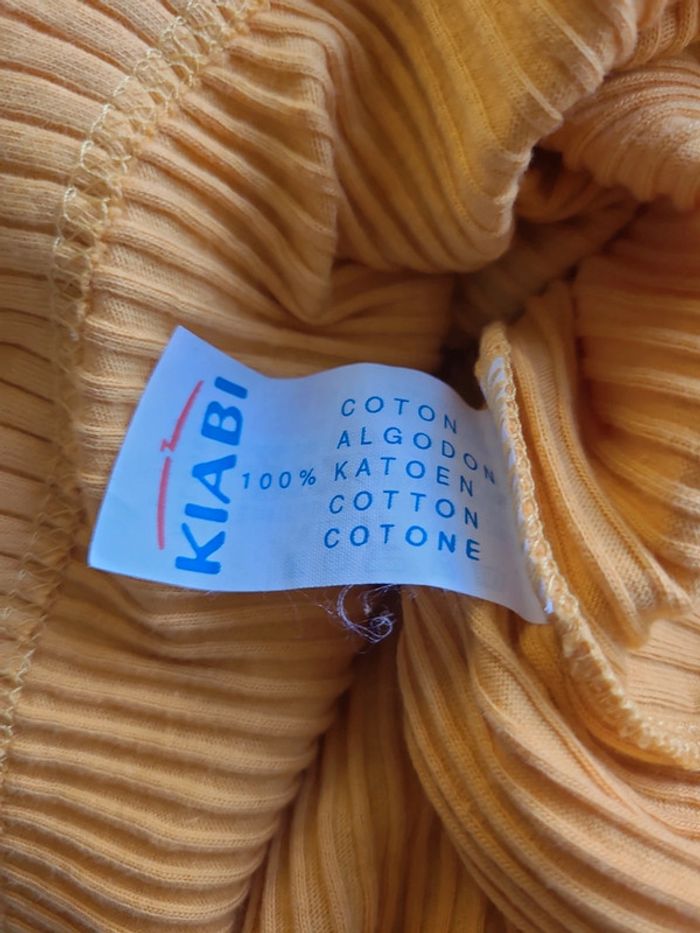 KIABI
COTON
ALGODON
100% KATOEN
COTTON
COTONE